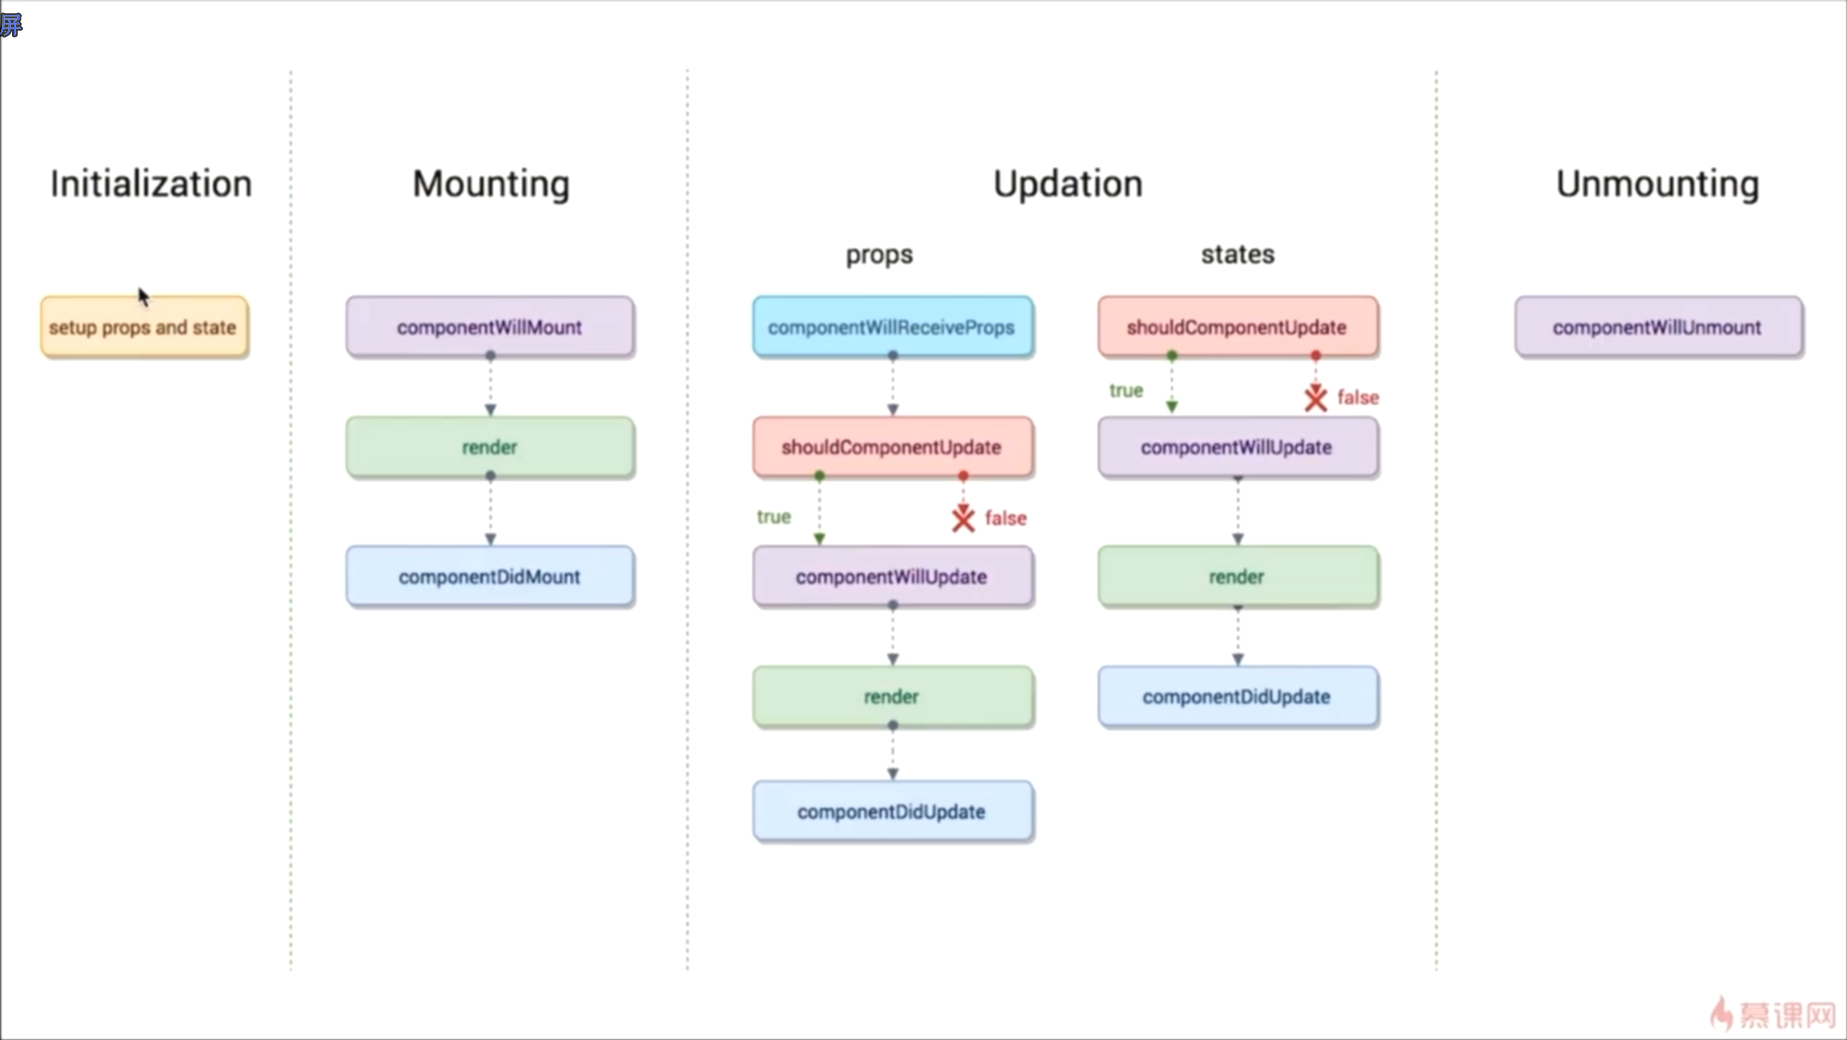 屏
Initialization
Mounting
Updation
Unmounting
props
states
setup props and state
componentWillMount
componentWillReceiveProps
shouldComponentUpdate
componentWillUnmount
true
false
render
shouldComponentUpdate
componentWillUpdate
true
false
componentDidMount
componentWillUpdate
render
render
componentDidUpdate
componentDidUpdate
慕课网